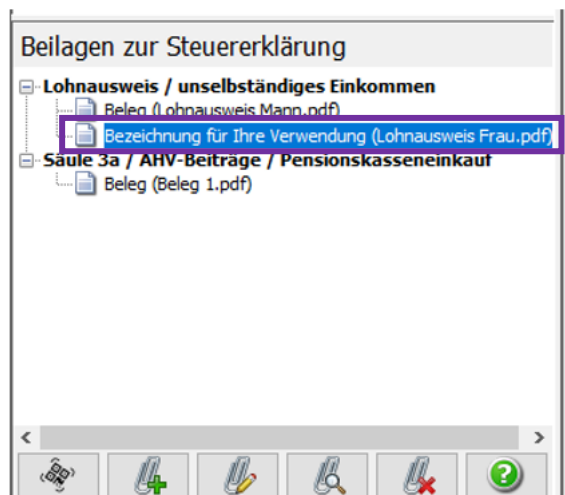 Beilagen zur Steuererklärung
Lohnausweis / unselbständiges Einkommen
Beleg (Lohnausweis Mann.pdf)
Bezeichnung für Ihre Verwendung (Lohnausweis Frau.pdf)
Säule 3a / AHV-Beiträge / Pensionskasseneinkauf
Beleg (Beleg 1.pdf)